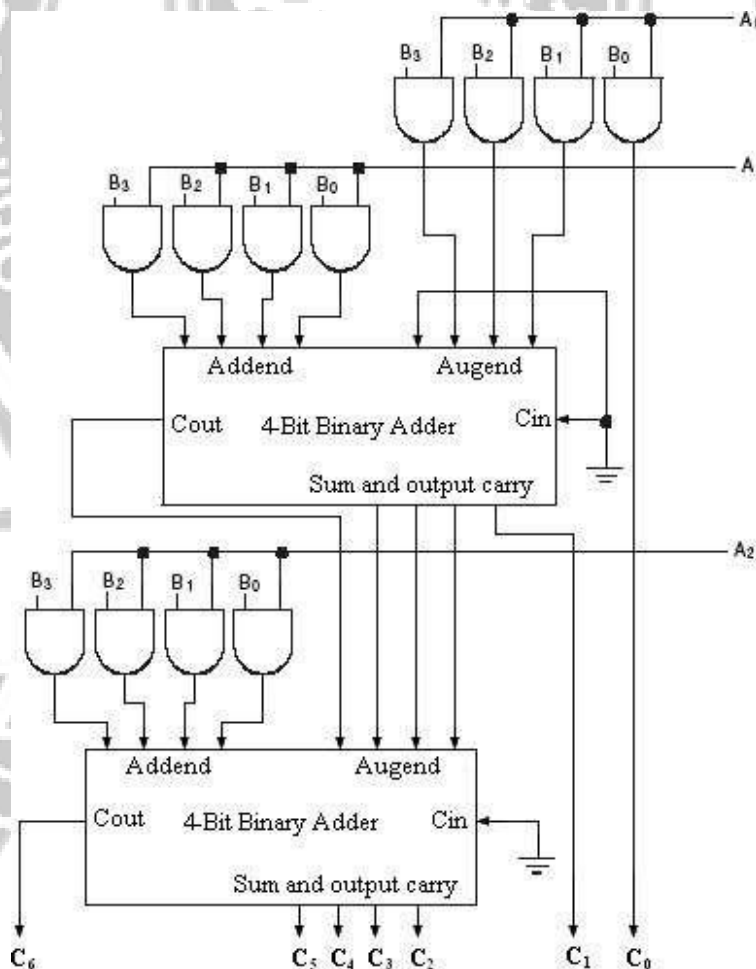 A
B₃ B₂ B₁ B₀
A
B₃ B₂ B₁ B₀
Addend Augend
Cout 4-Bit Binary Adder Cin
Sum and output carry
A₂
B₃ B₂ B₁ B₀
Addend Augend
Cout 4-Bit Binary Adder Cin
Sum and output carry
C₆ C₅ C₄ C₃ C₂ C₁ C₀